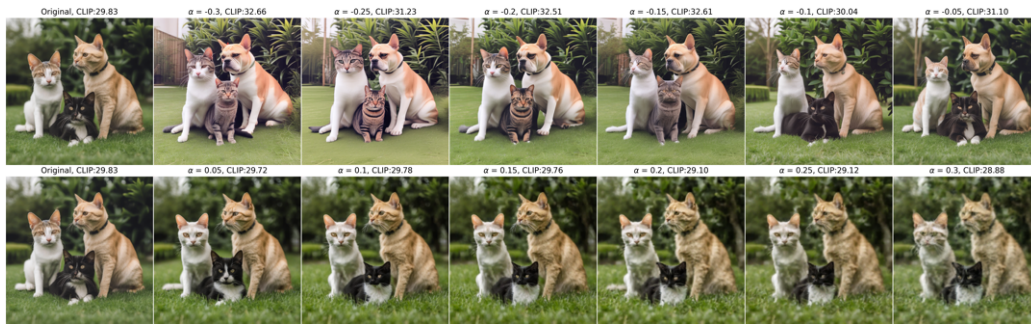 Original, CLIP:29.83
α = -0.3, CLIP:32.66
α = -0.25, CLIP:31.23
α = -0.2, CLIP:32.51
α = -0.15, CLIP:32.61
α = -0.1, CLIP:30.04
α = -0.05, CLIP:31.10
Original, CLIP:29.83
α = 0.05, CLIP:29.72
α = 0.1, CLIP:29.78
α = 0.15, CLIP:29.76
α = 0.2, CLIP:29.10
α = 0.25, CLIP:29.12
α = 0.3, CLIP:28.88